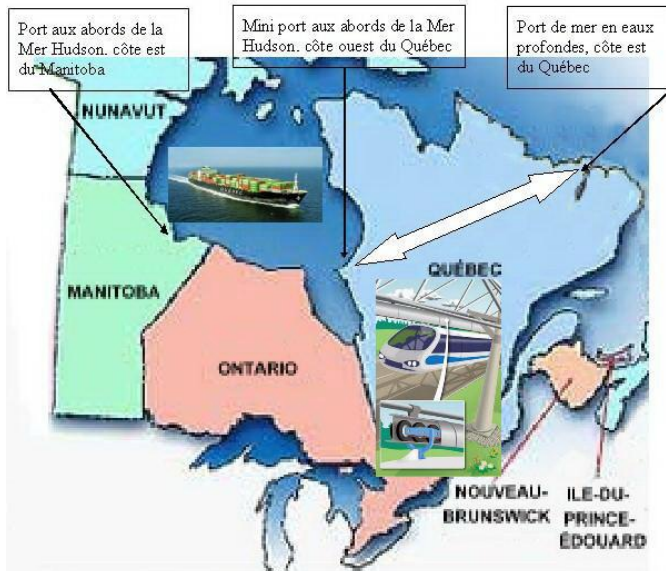 Port aux abords de la
Mer Hudson. côte est
du Manitoba
Mini port aux abords de la Mer
Hudson. côte ouest du Québec
Port de mer en eaux
profondes, côte est
du Québec
NUNAVUT
MANITOBA
ONTARIO
QUÉBEC
NOUVEAU-
BRUNSWICK
ILE-DU-
PRINCE-
ÉDOUARD